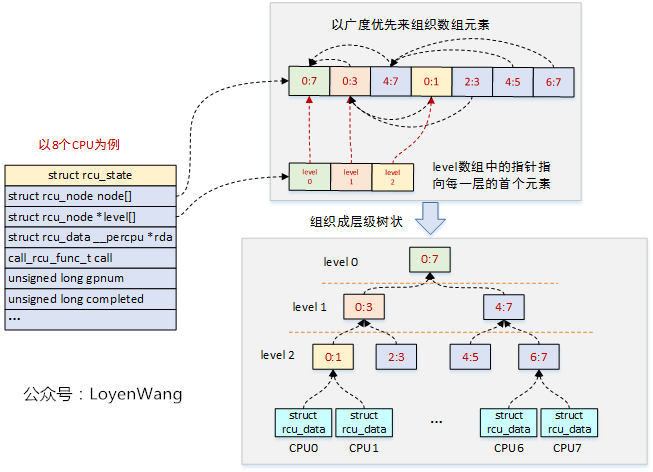 以广度优先来组织数组元素
0:7
0:3
4:7
0:1
2:3
4:5
6:7
level
0
level
1
level
2
level数组中的指针指
向每一层的首个元素
以8个CPU为例
struct rcu_state
struct rcu_node node[]
struct rcu_node *level[]
struct rcu_data __percpu *rda
call_rcu_func_t call
unsigned long gpnum
unsigned long completed
...
公众号：LoyenWang
组织成层级树状
level 0
0:7
level 1
0:3
4:7
level 2
0:1
2:3
4:5
6:7
struct
rcu_data
struct
rcu_data
...
struct
rcu_data
struct
rcu_data
CPU0
CPU1
CPU6
CPU7